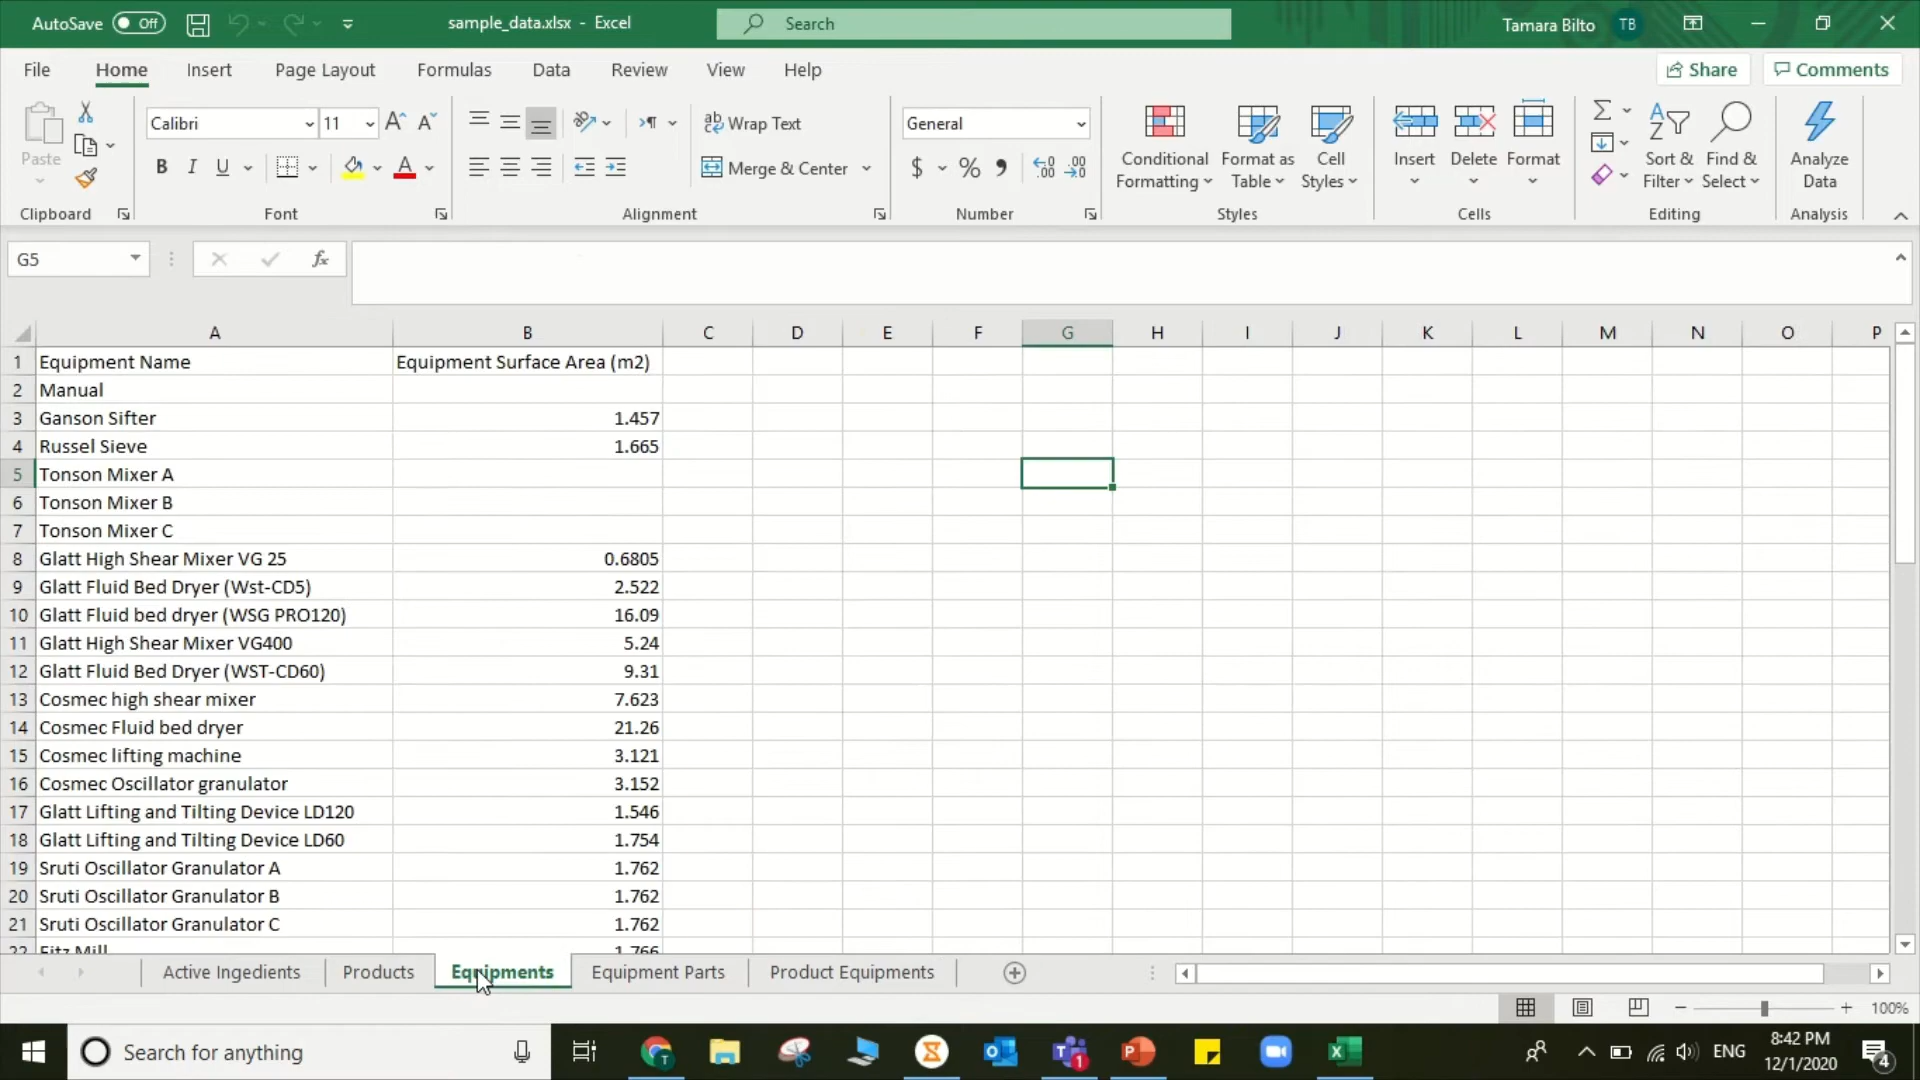 AutoSave Off sample_data.xlsx - Excel Search Tamara Bilto TB
File Home Insert Page Layout Formulas Data Review View Help Share Comments
Calibri 11 Wrap Text General
Paste B I U Merge & Center $ % Conditional Formatting Format as Table Cell Styles Insert Delete Format Sort & Filter Find & Select Analyze Data
Clipboard Font Alignment Number Styles Cells Editing Analysis
G5 fx
A B C D E F G H I J K L M N O P
1 Equipment Name Equipment Surface Area (m2)
2 Manual
3 Ganson Sifter 1.457
4 Russel Sieve 1.665
5 Tonson Mixer A
6 Tonson Mixer B
7 Tonson Mixer C
8 Glatt High Shear Mixer VG 25 0.6805
9 Glatt Fluid Bed Dryer (Wst-CD5) 2.522
10 Glatt Fluid bed dryer (WSG PRO120) 16.09
11 Glatt High Shear Mixer VG400 5.24
12 Glatt Fluid Bed Dryer (WST-CD60) 9.31
13 Cosmec high shear mixer 7.623
14 Cosmec Fluid bed dryer 21.26
15 Cosmec lifting machine 3.121
16 Cosmec Oscillator granulator 3.152
17 Glatt Lifting and Tilting Device LD120 1.546
18 Glatt Lifting and Tilting Device LD60 1.754
19 Sruti Oscillator Granulator A 1.762
20 Sruti Oscillator Granulator B 1.762
21 Sruti Oscillator Granulator C 1.762
22 Fitz Mill 1.766
Active Ingedients Products Equipments Equipment Parts Product Equipments
100%
Search for anything ENG 8:42 PM
12/1/2020 4